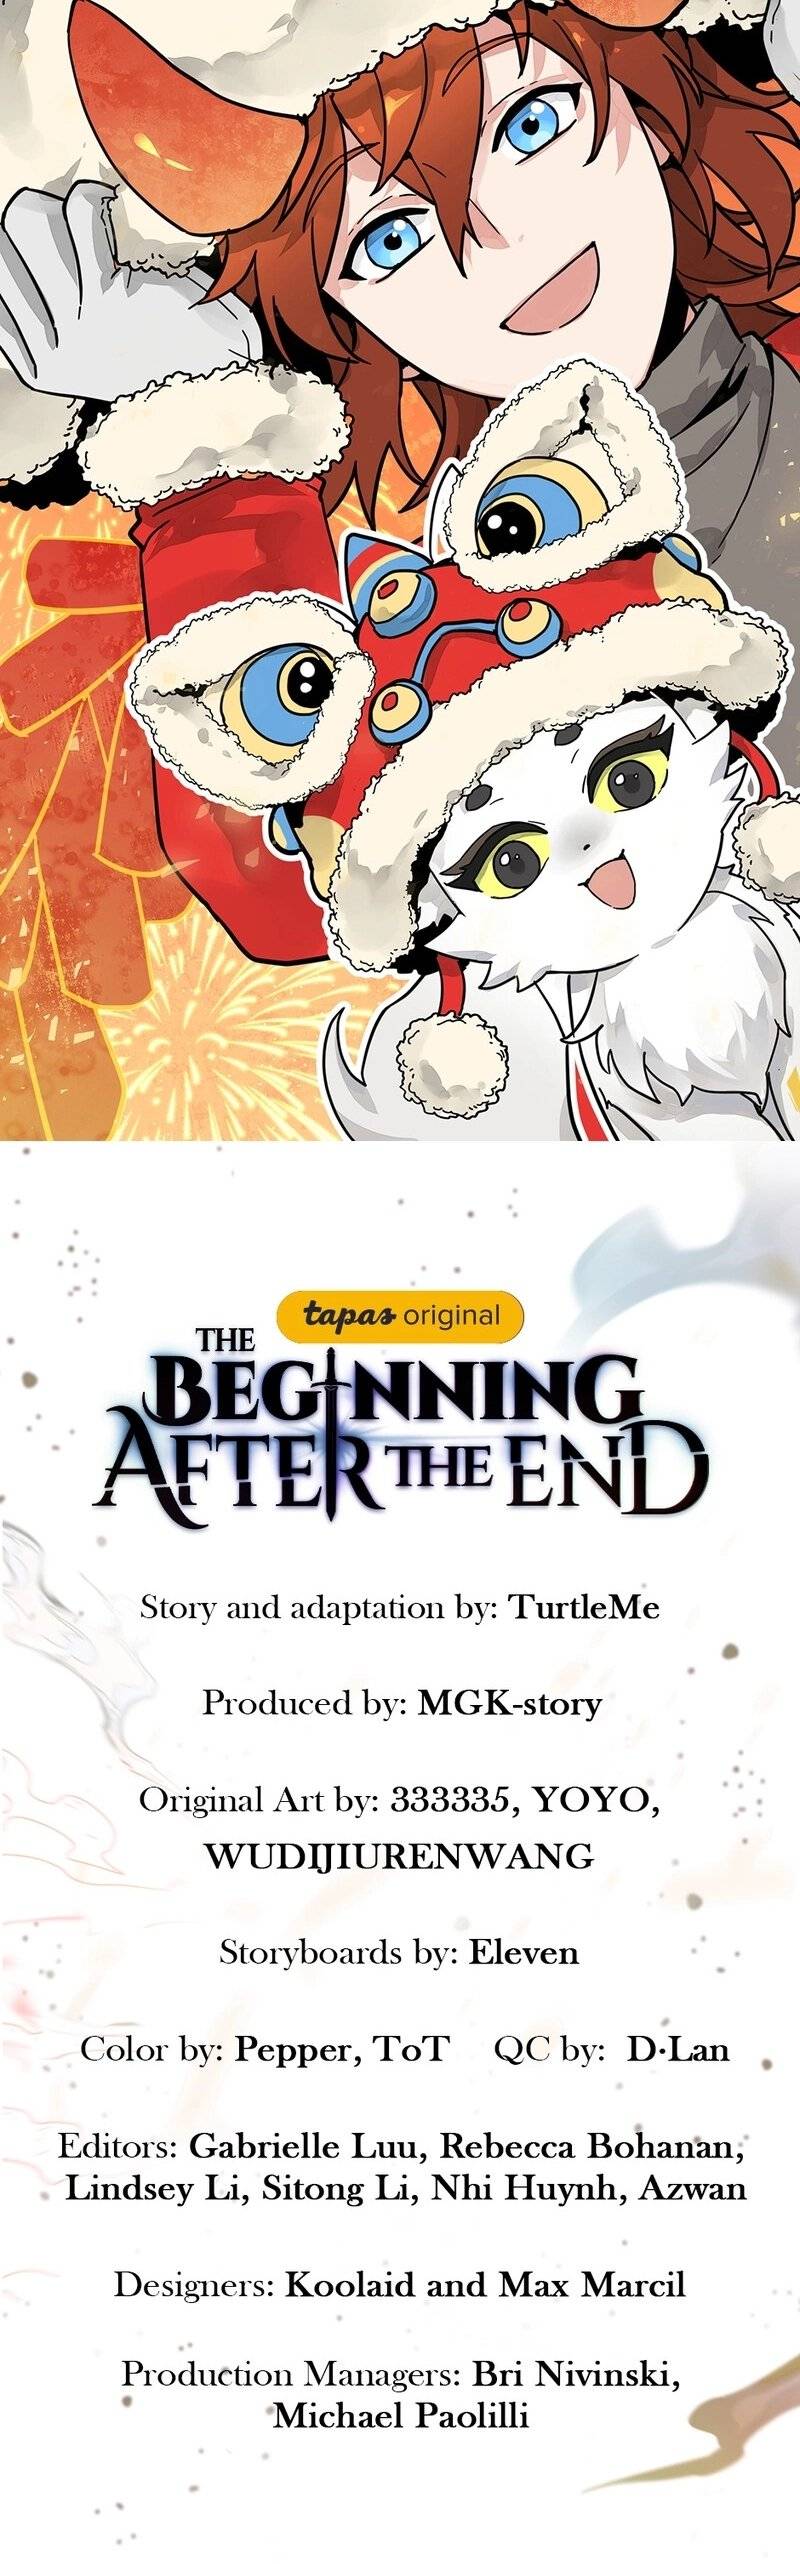 tapas original
THE
BEGINNING
AFTER THE END
Story and adaptation by: TurtleMe
Produced by: MGK-story
Original Art by: 333335, YOYO,
WUDIJIURENWANG
Storyboards by: Eleven
Color by: Pepper, ToT QC by: D·Lan
Editors: Gabrielle Luu, Rebecca Bohanan,
Lindsey Li, Sitong Li, Nhi Huynh, Azwan
Designers: Koolaid and Max Marcil
Production Managers: Bri Nivinski,
Michael Paolilli